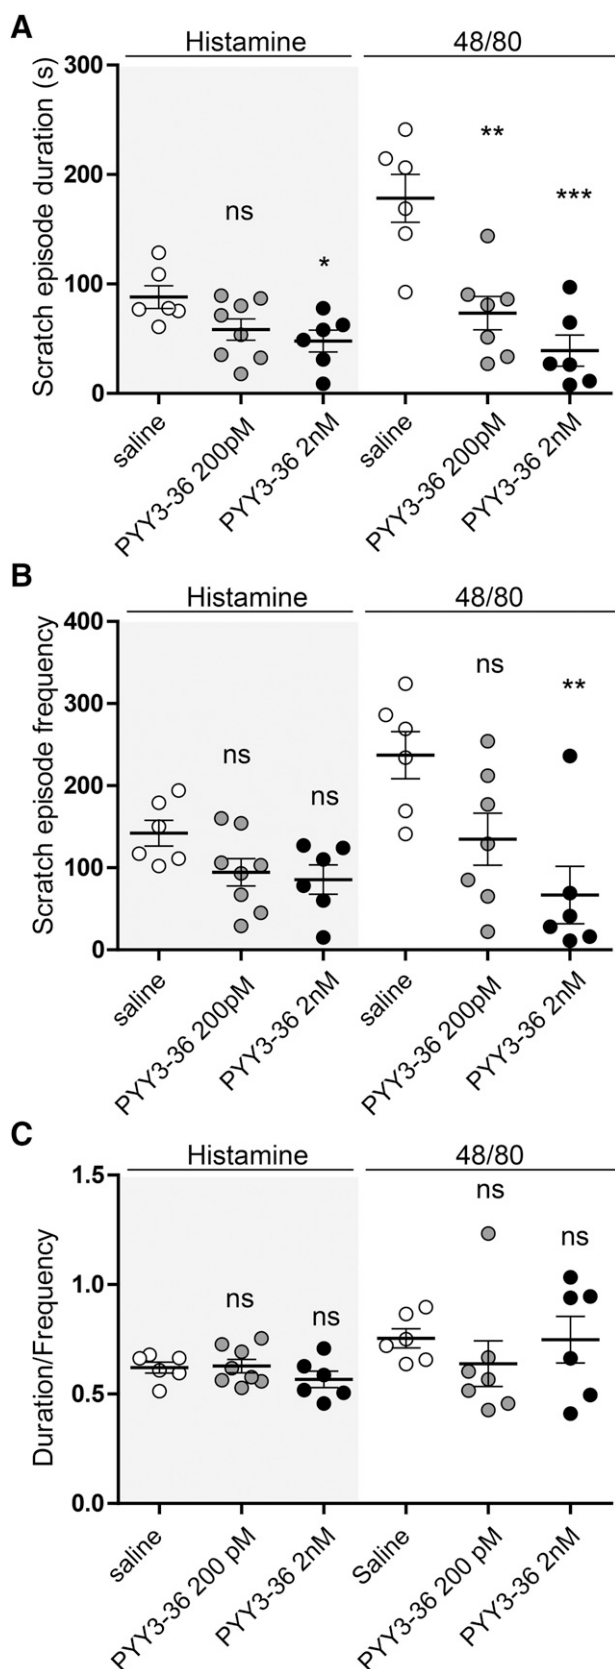 A
Histamine
48/80
Scratch episode duration (s)
300
200
100
0
ns
*
**
***
saline
PYY3-36 200pM
PYY3-36 2nM
saline
PYY3-36 200pM
PYY3-36 2nM
B
Histamine
48/80
Scratch episode frequency
400
300
200
100
0
ns
ns
ns
**
saline
PYY3-36 200pM
PYY3-36 2nM
saline
PYY3-36 200pM
PYY3-36 2nM
C
Histamine
48/80
Duration/Frequency
1.5
1.0
0.5
0.0
ns
ns
ns
ns
saline
PYY3-36 200 pM
PYY3-36 2nM
Saline
PYY3-36 200 pM
PYY3-36 2nM